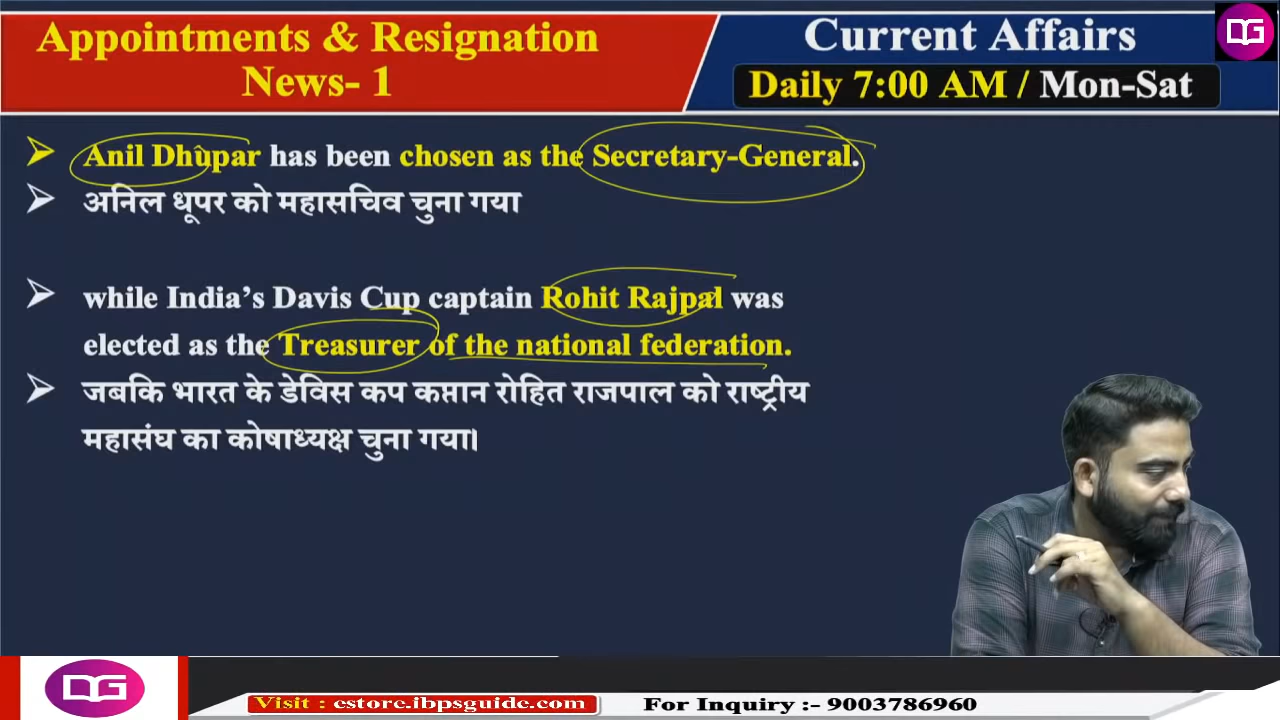 Appointments & Resignation
News- 1
Current Affairs
Daily 7:00 AM / Mon-Sat
DG
Anil Dhupar has been chosen as the Secretary-General.
अनिल धूपर को महासचिव चुना गया
while India's Davis Cup captain Rohit Rajpal was
elected as the Treasurer of the national federation.
जबकि भारत के डेविस कप कप्तान रोहित राजपाल को राष्ट्रीय
महासंघ का कोषाध्यक्ष चुना गया।
DG
Visit : estore.ibpsguide.com
For Inquiry :- 9003786960